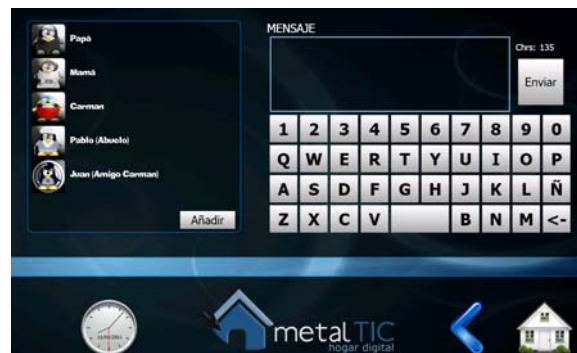 Papá
Mamá
Carman
Pablo (Abuelo)
Juan (Amigo Carman)
Añadir
MENSAJE
Chrs: 135
Enviar
1 2 3 4 5 6 7 8 9 0
Q W E R T Y U I O P
A S D F G H J K L Ñ
Z X C V B N M <-
metalTIC
hogar digital